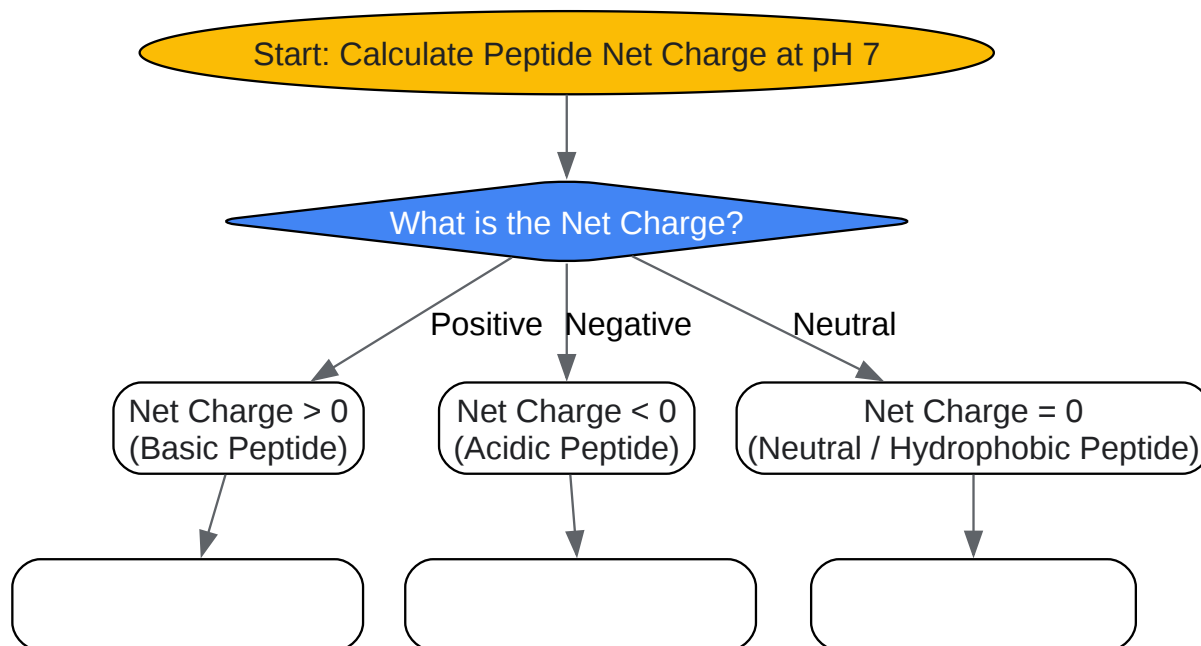 Start: Calculate Peptide Net Charge at pH 7
What is the Net Charge?
Positive
Negative
Neutral
Net Charge > 0
(Basic Peptide)
Net Charge < 0
(Acidic Peptide)
Net Charge = 0
(Neutral / Hydrophobic Peptide)